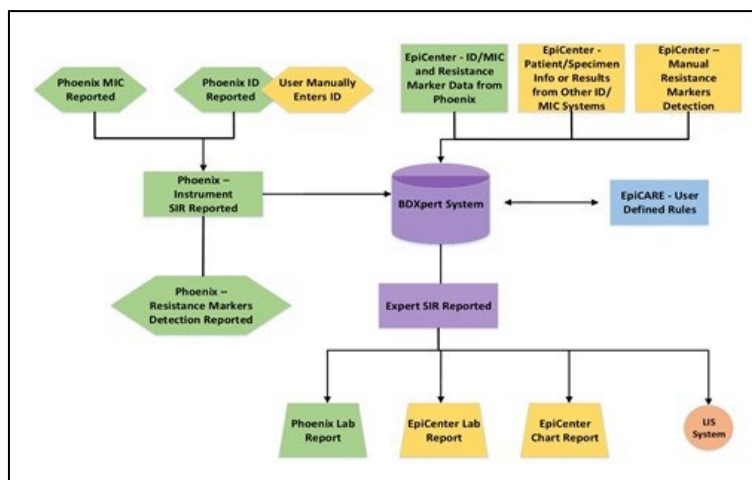 Phoenix MIC
Reported
Phoenix ID
Reported
User Manually
Enters ID
EpiCenter - ID/MIC
and Resistance
Marker Data from
Phoenix
EpiCenter -
Patient/Specimen
Info or Results
from Other ID/
MIC Systems
EpiCenter –
Manual
Resistance
Markers
Detection
Phoenix –
Instrument
SIR Reported
BDXpert System
EpiCARE - User
Defined Rules
Phoenix –
Resistance Markers
Detection Reported
Expert SIR Reported
Phoenix Lab
Report
EpiCenter Lab
Report
EpiCenter
Chart Report
LIS
System